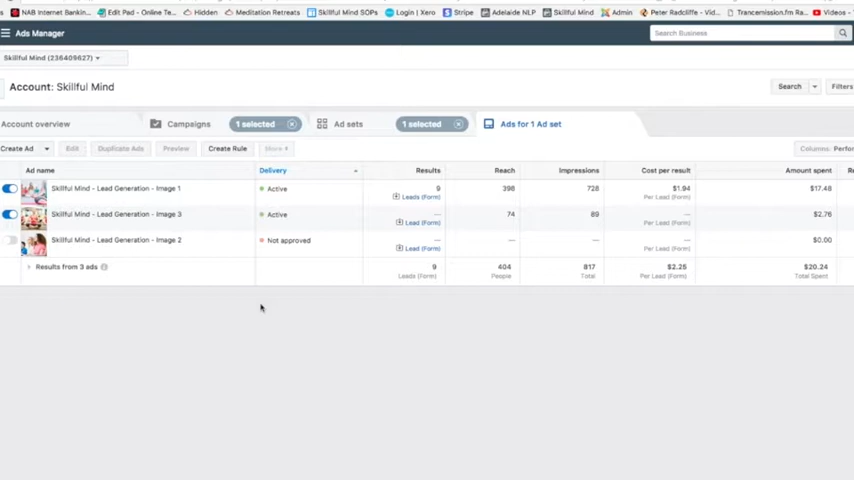 NAB Internet Bankin... Edit Pad - Online Te... Hidden Meditation Retreats Skillful Mind SOPs Login | Xero Stripe Adelaide NLP Skillful Mind Admin Peter Radcliffe - Vid... Trancemission.fm Ra... Videos -
Ads Manager Search Business
Skillful Mind (236409627)
Account: Skillful Mind Search Filters
Account overview Campaigns 1 selected Ad sets 1 selected Ads for 1 Ad set
Create Ad Edit Duplicate Ads Preview Create Rule More Columns: Perfor
Ad name Delivery Results Reach Impressions Cost per result Amount spent
Skillful Mind - Lead Generation - Image 1 Active 9 398 728 $1.94 $17.48
Leads (Form) Per Lead (Form)
Skillful Mind - Lead Generation - Image 3 Active — 74 89 — $2.76
Lead (Form) Per Lead (Form)
Skillful Mind - Lead Generation - Image 2 Not approved — — — — $0.00
Lead (Form) Per Lead (Form)
Results from 3 ads 9 404 817 $2.25 $20.24
Leads (Form) People Total Per Lead (Form) Total Spent